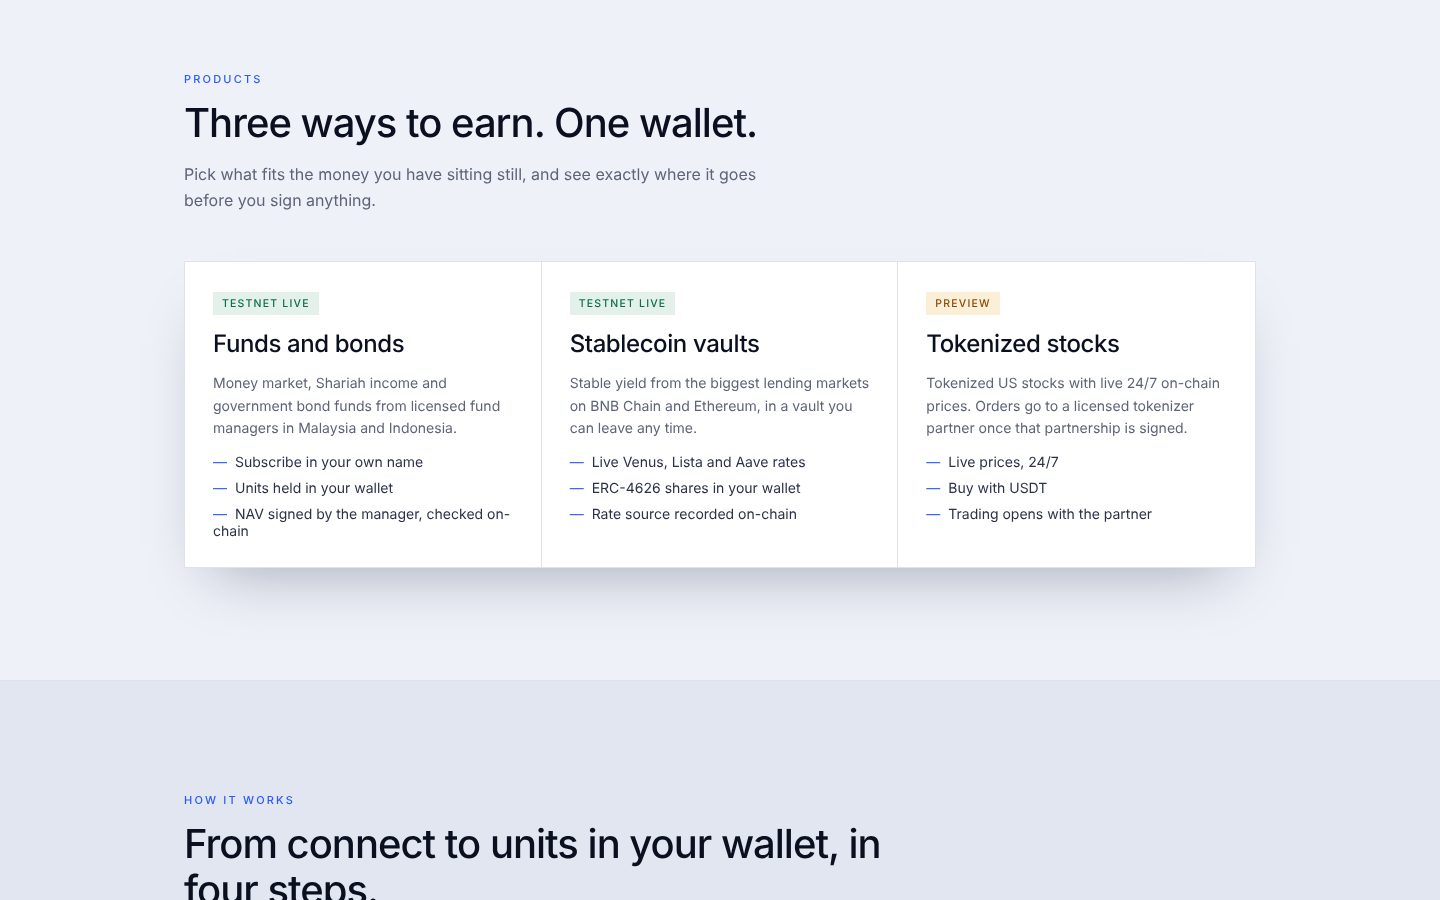 PRODUCTS
Three ways to earn. One wallet.
Pick what fits the money you have sitting still, and see exactly where it goes
before you sign anything.
TESTNET LIVE
Funds and bonds
Money market, Shariah income and
government bond funds from licensed fund
managers in Malaysia and Indonesia.
— Subscribe in your own name
— Units held in your wallet
— NAV signed by the manager, checked on-
chain
TESTNET LIVE
Stablecoin vaults
Stable yield from the biggest lending markets
on BNB Chain and Ethereum, in a vault you
can leave any time.
— Live Venus, Lista and Aave rates
— ERC-4626 shares in your wallet
— Rate source recorded on-chain
PREVIEW
Tokenized stocks
Tokenized US stocks with live 24/7 on-chain
prices. Orders go to a licensed tokenizer
partner once that partnership is signed.
— Live prices, 24/7
— Buy with USDT
— Trading opens with the partner
HOW IT WORKS
From connect to units in your wallet, in
four steps.